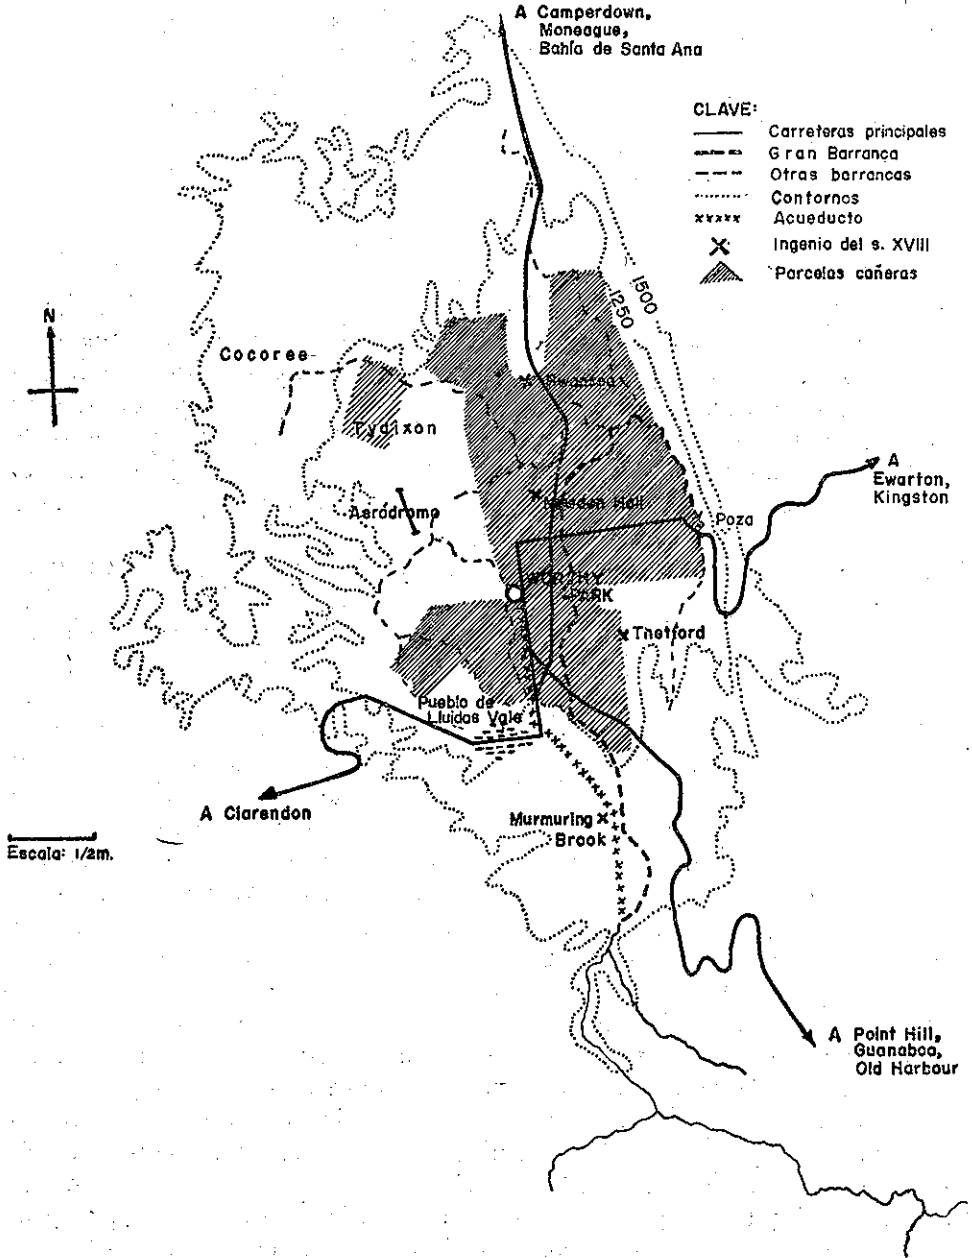 A Camperdown,
Moneague,
Bahía de Santa Ana
CLAVE:
Carreteras principales
Gran Barranca
Otras barrancas
Contornos
Acueducto
Ingenio del s. XVIII
Parcelas cañeras
1500
1250
N
Cocoree
Swansea
Tydixon
A
Ewarton,
Kingston
Aeródromo
Murmuring
Brook
Poza
WORTHY
PARK
Thetford
Pueblo de
Lluidas Vale
A Clarendon
Escala: 1/2m.
A Point Hill,
Guanaboa,
Old Harbour